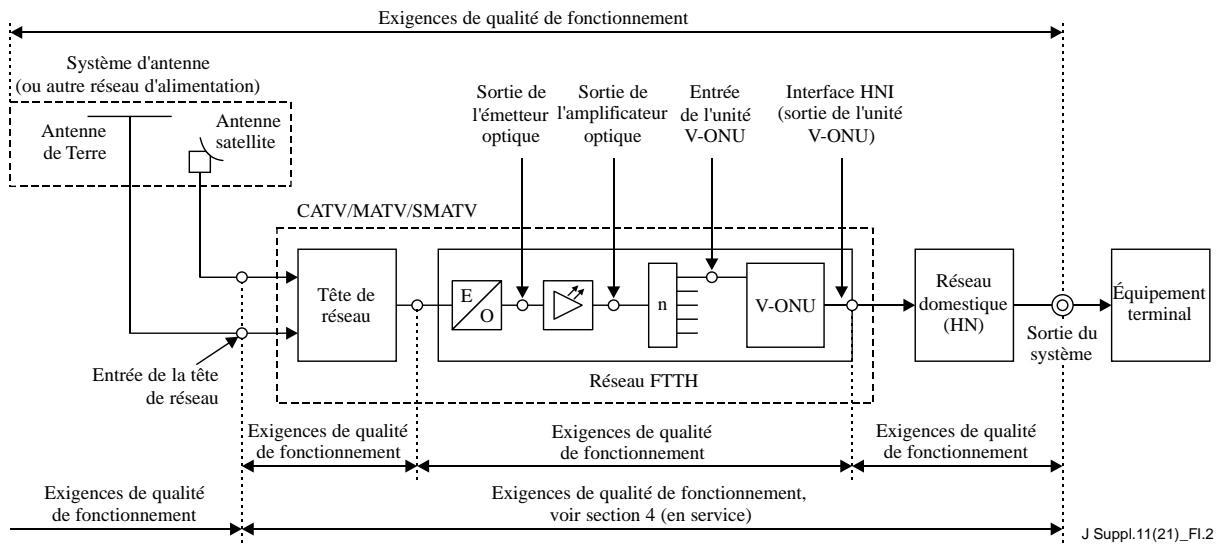 Exigences de qualité de fonctionnement
Système d'antenne
(ou autre réseau d'alimentation)
Antenne
de Terre
Antenne
satellite
Sortie de
l'émetteur
optique
Sortie de
l'amplificateur
optique
Entrée
de l'unité
V-ONU
Interface HNI
(sortie de l'unité
V-ONU)
CATV/MATV/SMATV
Tête de
réseau
E
O
n
V-ONU
Réseau
domestique
(HN)
Équipement
terminal
Sortie du
système
Entrée de la tête
de réseau
Réseau FTTH
Exigences de qualité
de fonctionnement
Exigences de qualité
de fonctionnement
Exigences de qualité
de fonctionnement
Exigences de qualité
de fonctionnement
Exigences de qualité de fonctionnement,
voir section 4 (en service)
J Suppl.11(21)_FI.2